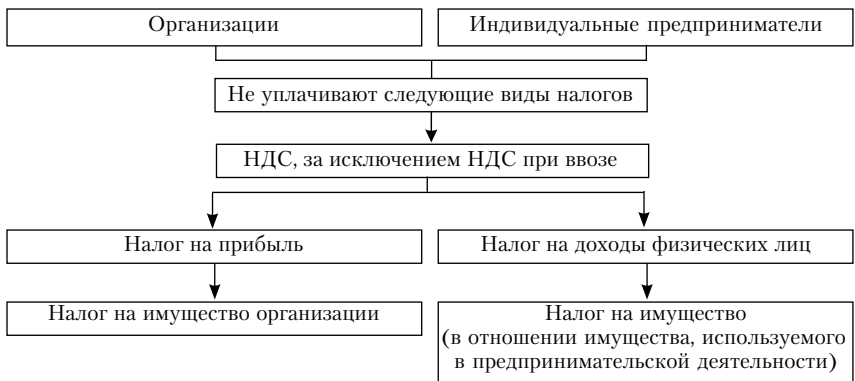 Организации
Индивидуальные предприниматели
Не уплачивают следующие виды налогов
НДС, за исключением НДС при ввозе
Налог на прибыль
Налог на доходы физических лиц
Налог на имущество организации
Налог на имущество
(в отношении имущества, используемого
в предпринимательской деятельности)